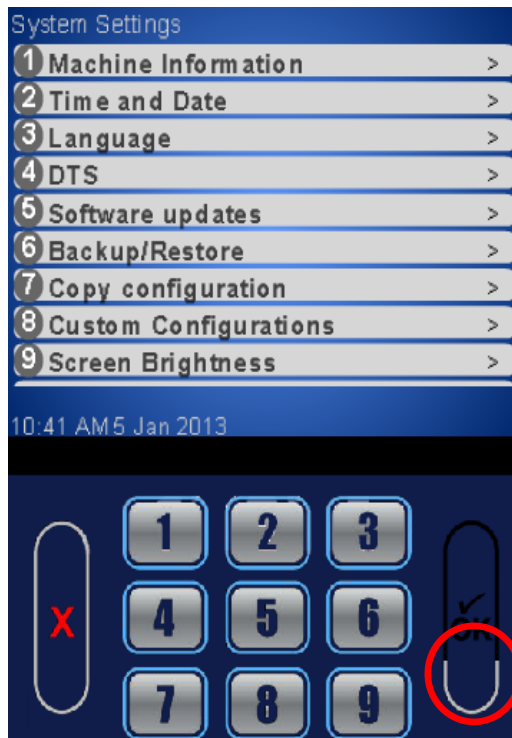 System Settings
1 Machine Information >
2 Time and Date >
3 Language >
4 DTS >
5 Software updates >
6 Backup/Restore >
7 Copy configuration >
8 Custom Configurations >
9 Screen Brightness >
10:41 AM 5 Jan 2013
1 2 3
X 4 5 6 ✓OK
7 8 9